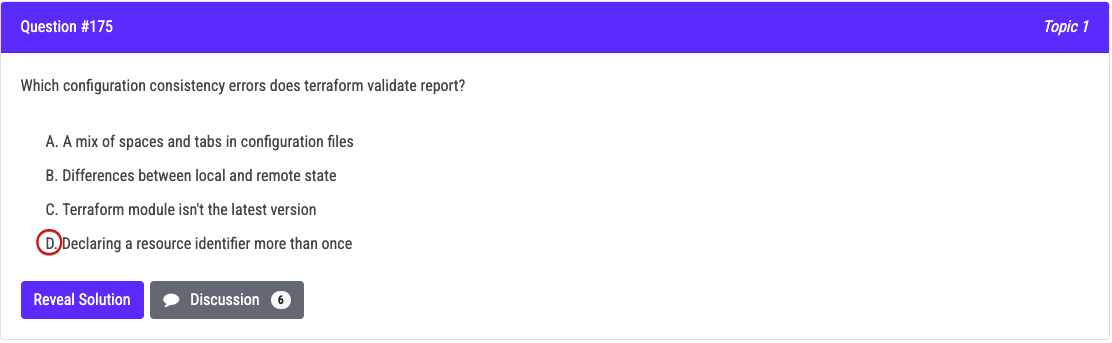 Question #175 Topic 1
Which configuration consistency errors does terraform validate report?
A. A mix of spaces and tabs in configuration files
B. Differences between local and remote state
C. Terraform module isn't the latest version
D. Declaring a resource identifier more than once
Reveal Solution Discussion 6